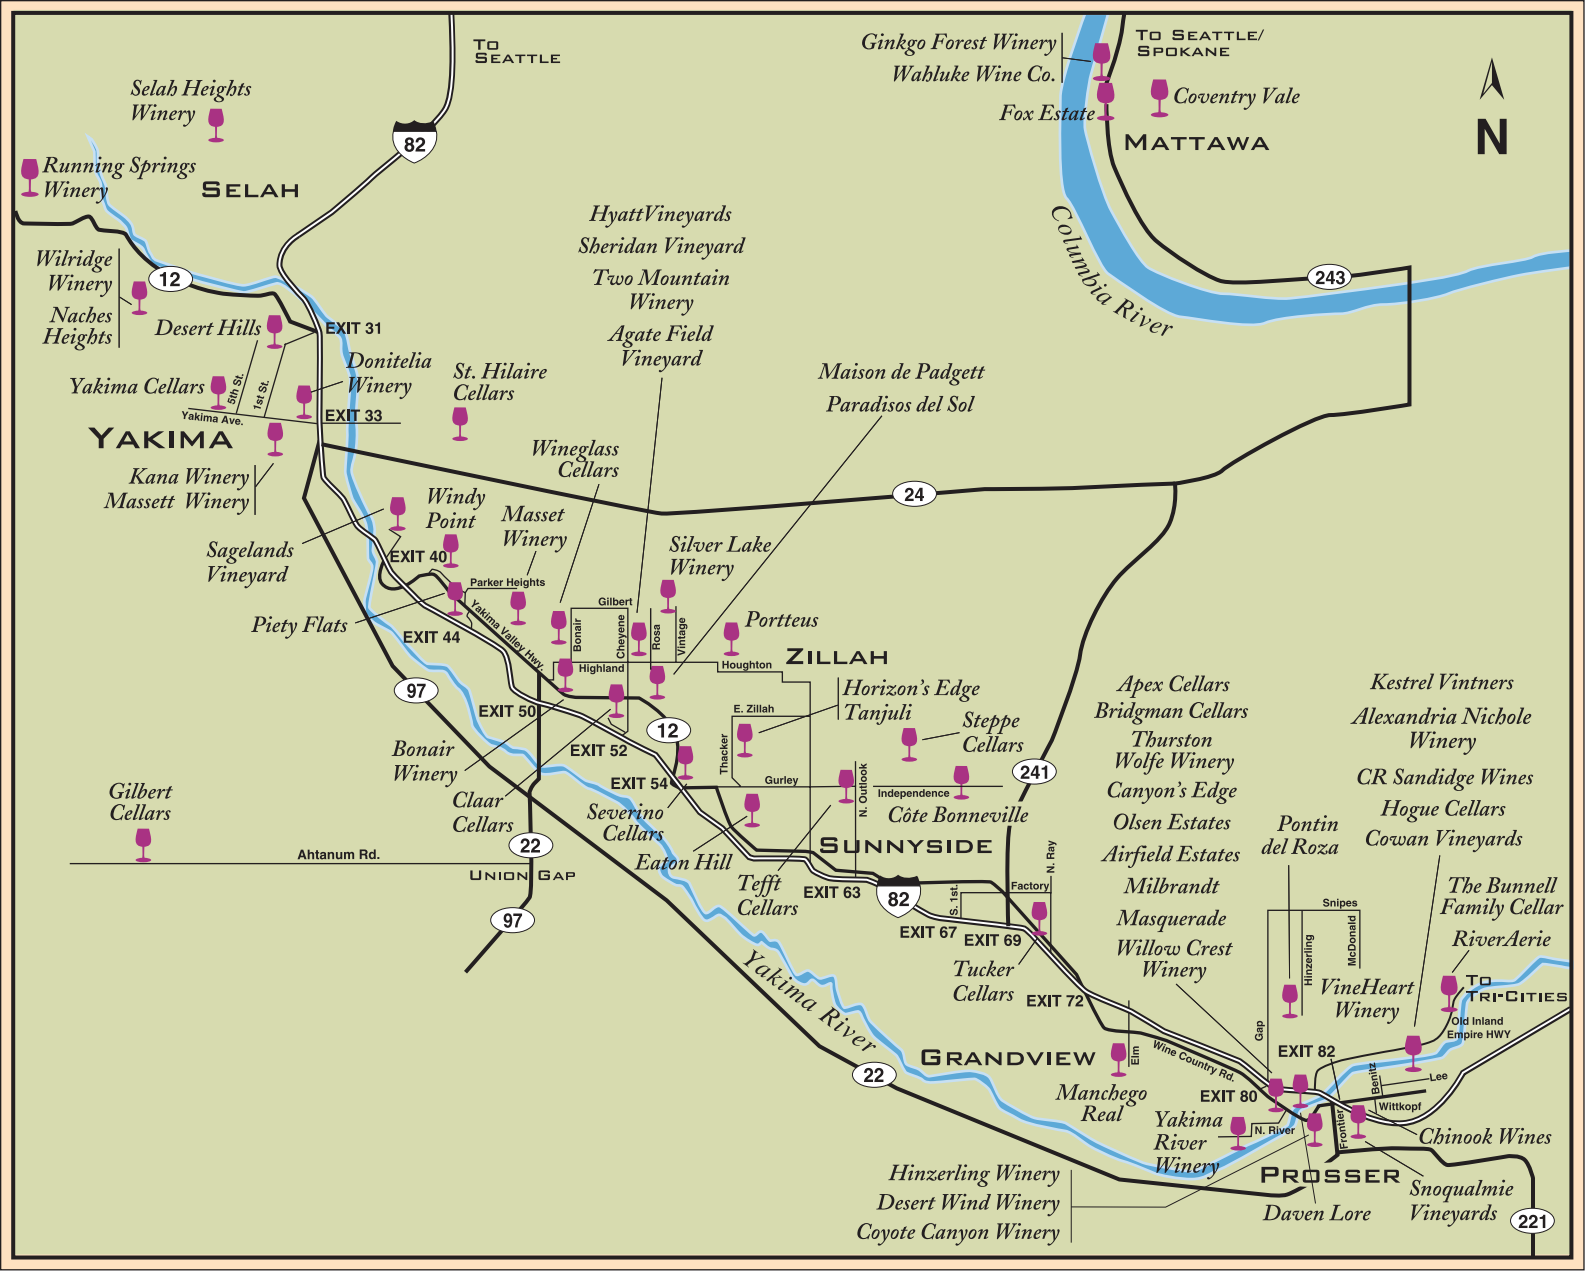 To
Seattle
Ginkgo Forest Winery
Wahluke Wine Co.
Fox Estate
To Seattle/
Spokane
Coventry Vale
Mattawa
N
Selah Heights
Winery
82
Running Springs
Winery
Selah
Columbia River
243
HyattVineyards
Sheridan Vineyard
Two Mountain
Winery
Agate Field
Vineyard
Wilridge
Winery
Naches
Heights
12
Desert Hills
EXIT 31
Donitelia
Winery
Yakima Cellars
5th St.
1st St.
Yakima Ave.
EXIT 33
St. Hilaire
Cellars
Maison de Padgett
Paradisos del Sol
Yakima
Kana Winery
Massett Winery
Wineglass
Cellars
24
Windy
Point
Masset
Winery
Sagelands
Vineyard
EXIT 40
Silver Lake
Winery
Parker Heights
Yakima Valley Hwy.
Piety Flats
EXIT 44
Gilbert
Bonair
Cheyene
Rosa
Vintage
Portteus
Highland
Houghton
Zillah
97
EXIT 50
Horizon's Edge
Tanjuli
E. Zillah
Thacker
12
Steppe
Cellars
Bonair
Winery
EXIT 52
EXIT 54
Gurley
N. Outlook
Independence
Côte Bonneville
241
Claar
Cellars
Severino
Cellars
Eaton Hill
Tefft
Cellars
Sunnyside
Gilbert
Cellars
Ahtanum Rd.
22
Union Gap
97
EXIT 63
82
S. 1st.
Factory
N. Ray
EXIT 67
EXIT 69
Tucker
Cellars
EXIT 72
Apex Cellars
Bridgman Cellars
Thurston
Wolfe Winery
Canyon's Edge
Olsen Estates
Airfield Estates
Milbrandt
Masquerade
Willow Crest
Winery
Kestrel Vintners
Alexandria Nichole
Winery
CR Sandidge Wines
Hogue Cellars
Cowan Vineyards
Pontin
del Roza
The Bunnell
Family Cellar
RiverAerie
Snipes
Hinzerling
McDonald
VineHeart
Winery
To
Tri-Cities
Old Inland
Empire HWY
Gap
Yakima River
22
Grandview
Elm
Wine Country Rd.
Manchego
Real
EXIT 82
EXIT 80
Benitz
Lee
Wittkopf
Frontier
N. River
Yakima
River
Winery
Chinook Wines
Prosser
Hinzerling Winery
Desert Wind Winery
Coyote Canyon Winery
Daven Lore
Snoqualmie
Vineyards
221